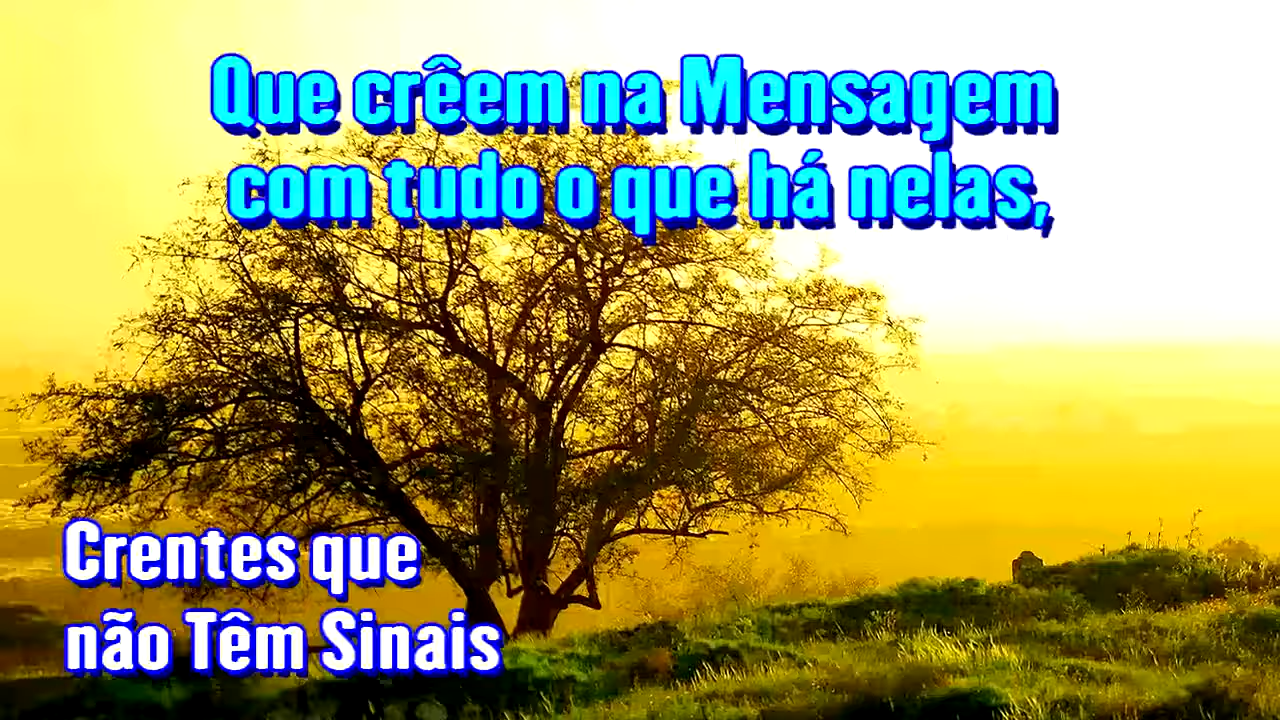 Que crêem na Mensagem
com tudo o que há nelas,
Crentes que
não Têm Sinais